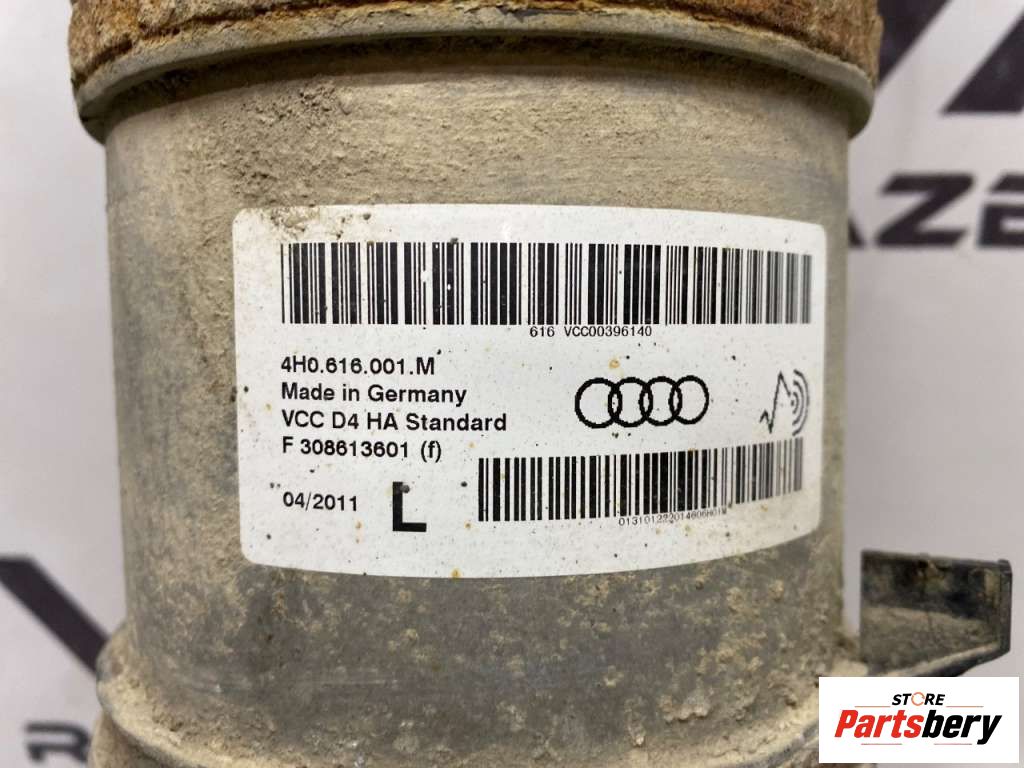 616 VCC00396140
4H0.616.001.M
Made in Germany
VCC D4 HA Standard
F 308613601 (f)
04/2011 L
STORE
Partsbery